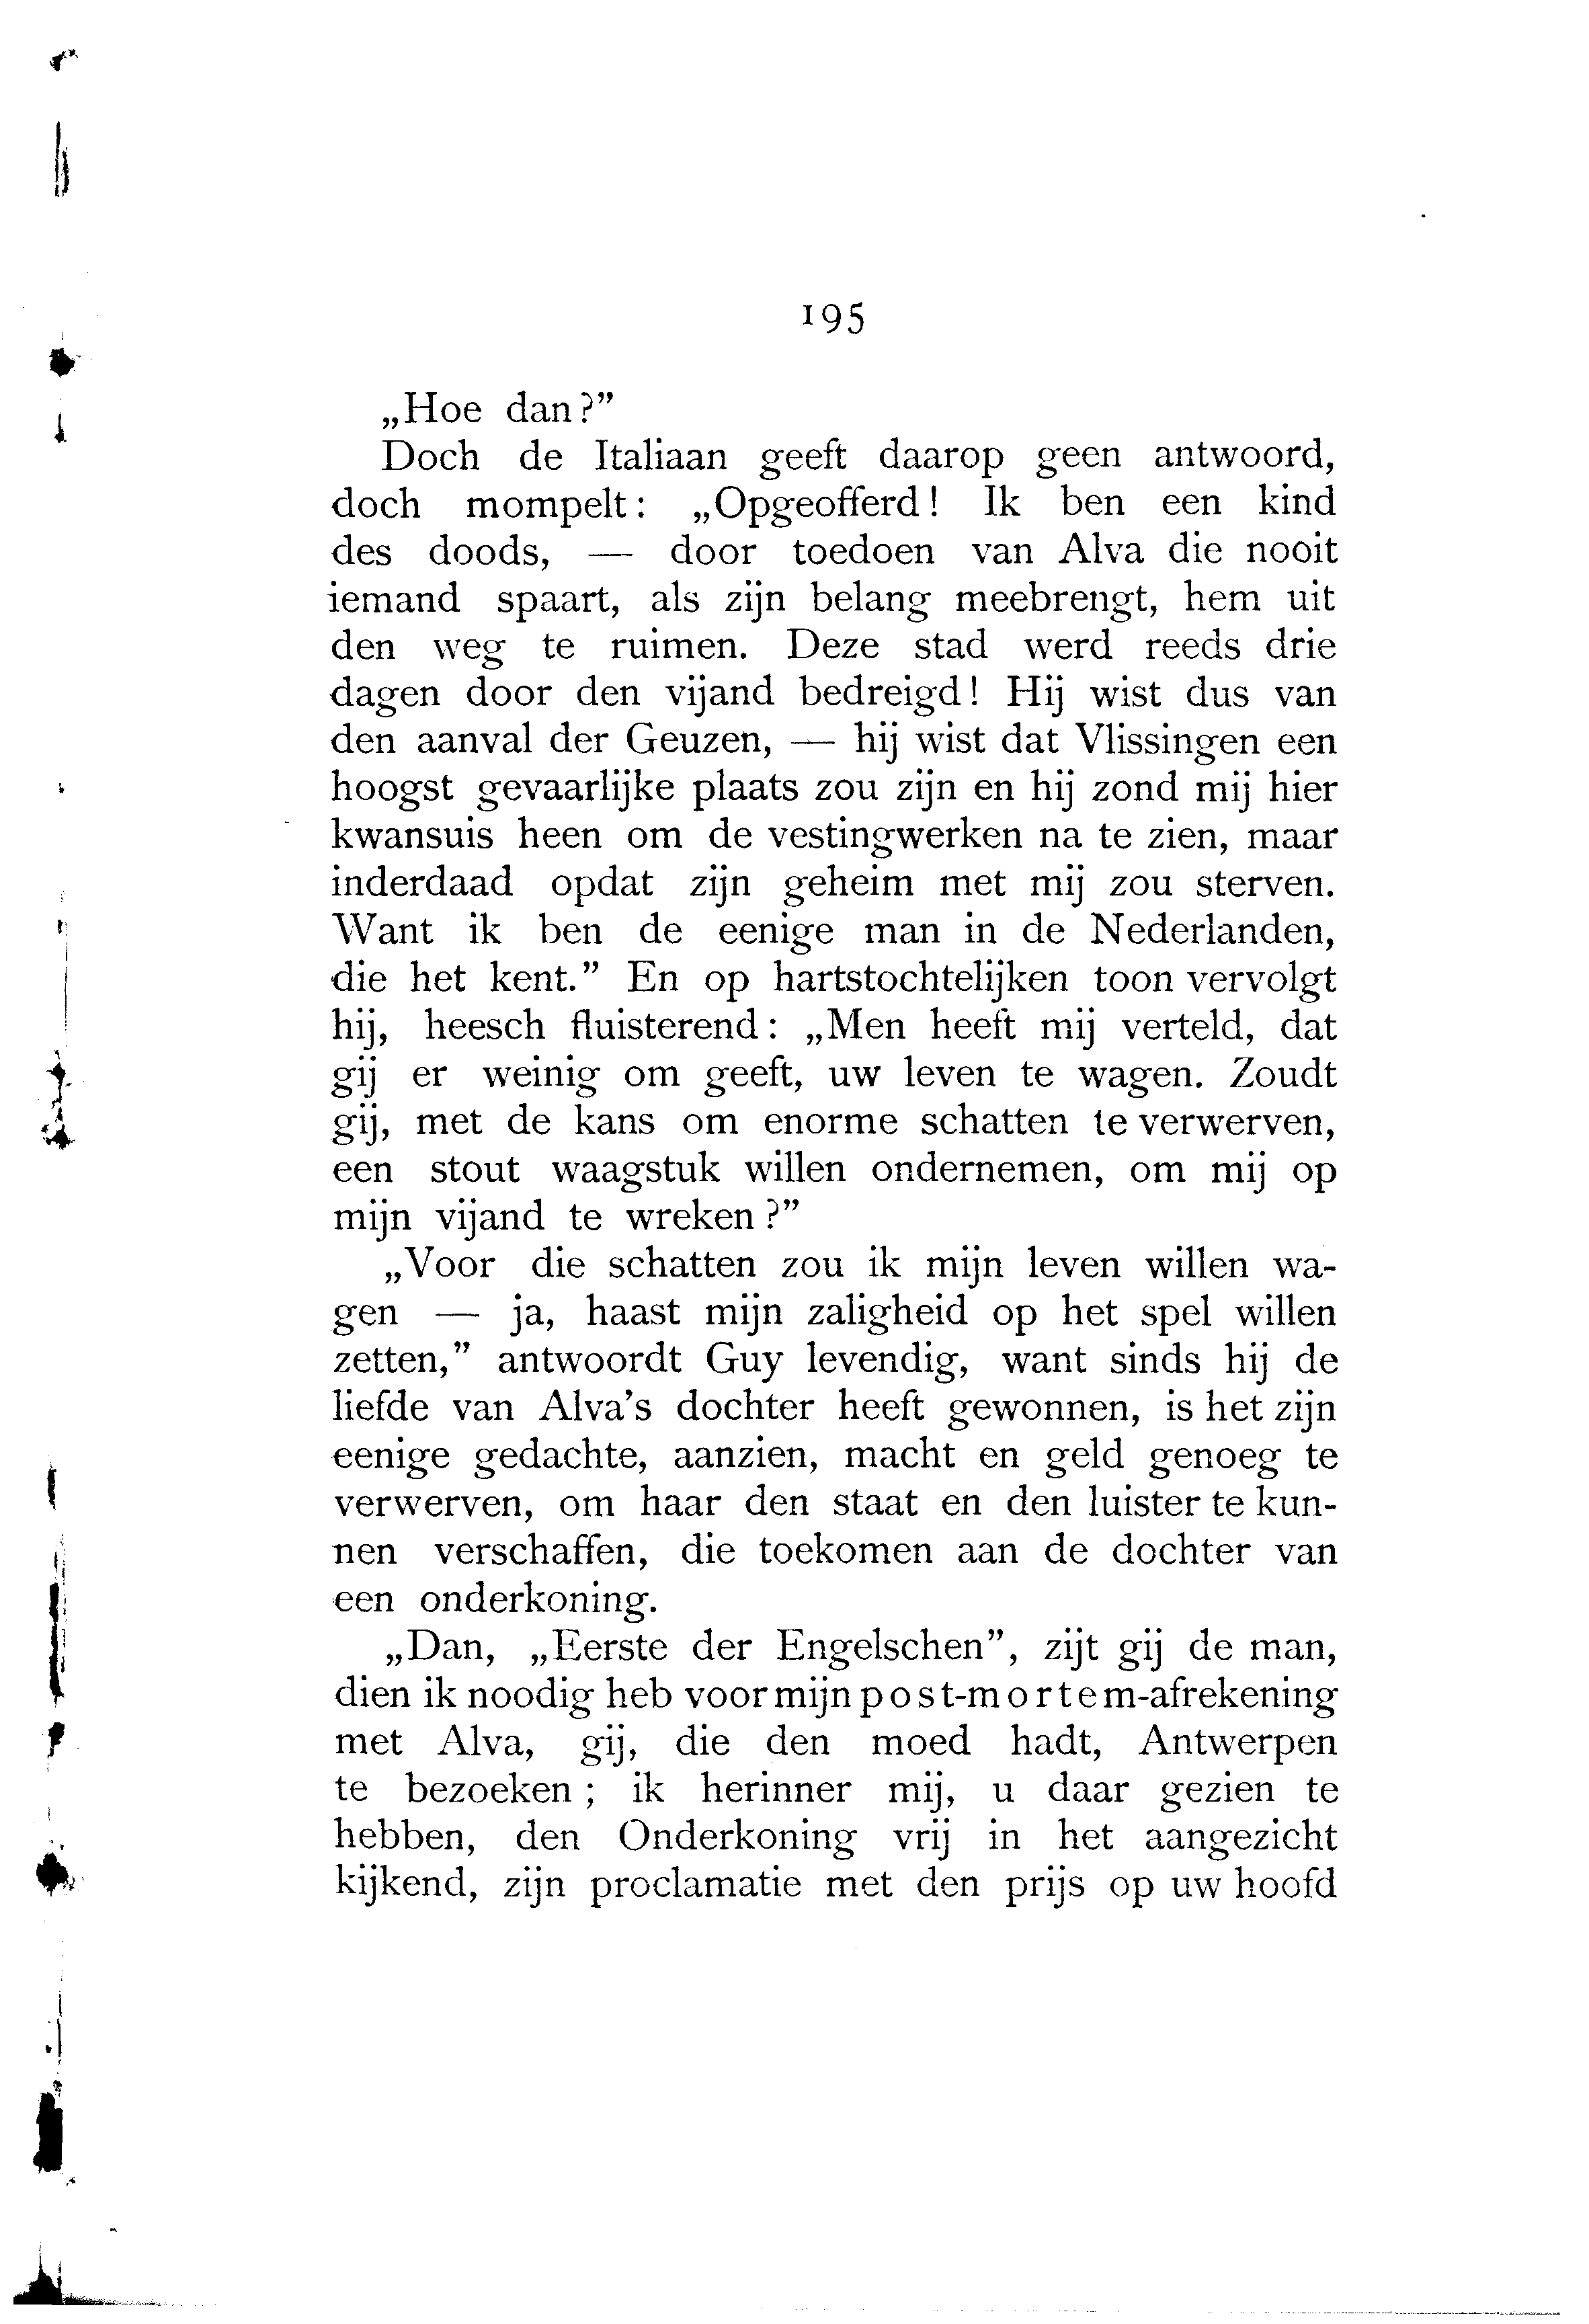 195
„Hoe dan?”
Doch de Italiaan geeft daarop geen antwoord,
doch mompelt: „Opgeofferd! Ik ben een kind
des doods, — door toedoen van Alva die nooit
iemand spaart, als zijn belang meebrengt, hem uit
den weg te ruimen. Deze stad werd reeds drie
dagen door den vijand bedreigd! Hij wist dus van
den aanval der Geuzen, — hij wist dat Vlissingen een
hoogst gevaarlijke plaats zou zijn en hij zond mij hier
kwansuis heen om de vestingwerken na te zien, maar
inderdaad opdat zijn geheim met mij zou sterven.
Want ik ben de eenige man in de Nederlanden,
die het kent.” En op hartstochtelijken toon vervolgt
hij, heesch fluisterend: „Men heeft mij verteld, dat
gij er weinig om geeft, uw leven te wagen. Zoudt
gij, met de kans om enorme schatten te verwerven,
een stout waagstuk willen ondernemen, om mij op
mijn vijand te wreken?”
„Voor die schatten zou ik mijn leven willen wa-
gen — ja, haast mijn zaligheid op het spel willen
zetten,” antwoordt Guy levendig, want sinds hij de
liefde van Alva's dochter heeft gewonnen, is het zijn
eenige gedachte, aanzien, macht en geld genoeg te
verwerven, om haar den staat en den luister te kun-
nen verschaffen, die toekomen aan de dochter van
een onderkoning.
„Dan, „Eerste der Engelschen”, zijt gij de man,
dien ik noodig heb voor mijn post-mortem-afrekening
met Alva, gij, die den moed hadt, Antwerpen
te bezoeken; ik herinner mij, u daar gezien te
hebben, den Onderkoning vrij in het aangezicht
kijkend, zijn proclamatie met den prijs op uw hoofd